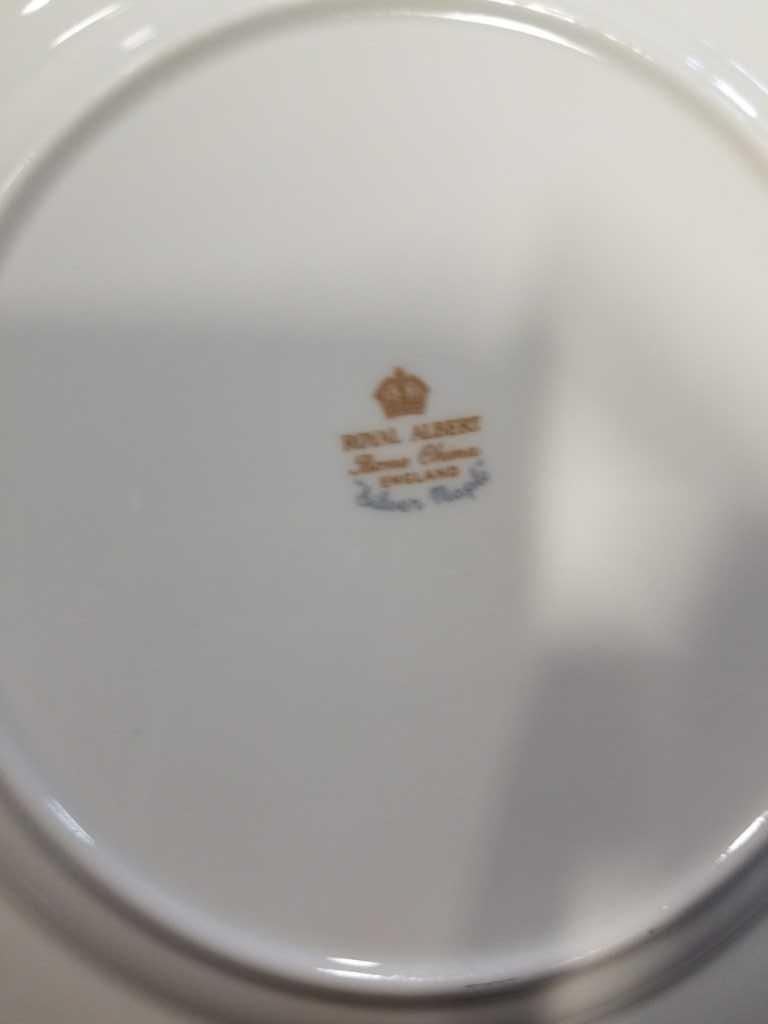 ROYAL ALBERT
Bone China
ENGLAND
Silver Maple